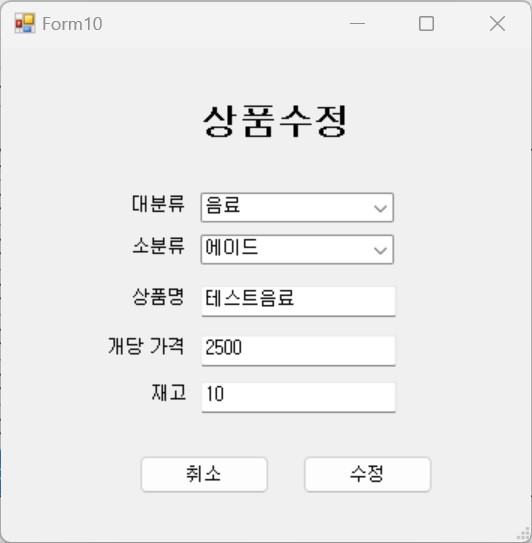 Form10
상품수정
대분류 음료
소분류 에이드
상품명 테스트음료
개당 가격 2500
재고 10
취소 수정